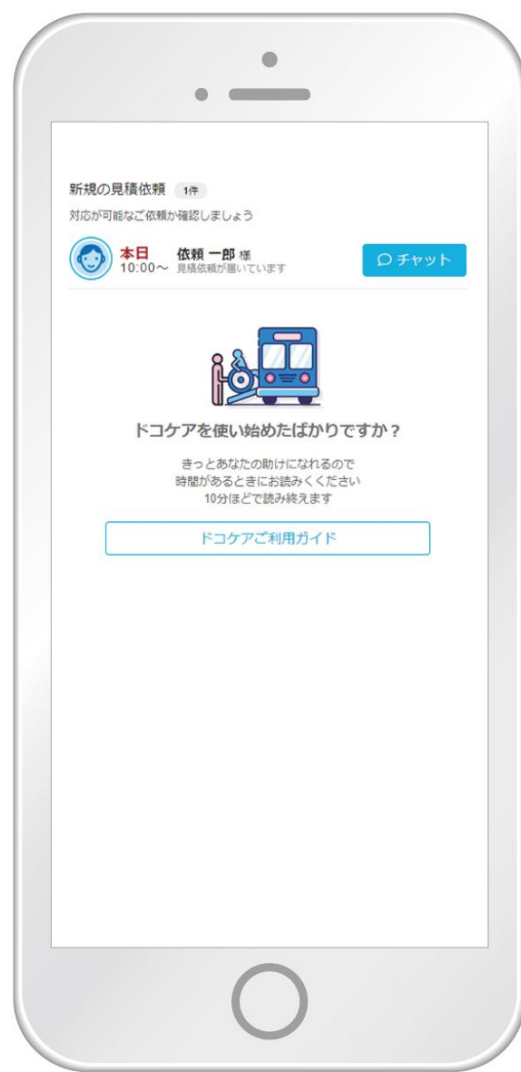 新規の見積依頼 1件
対応が可能なご依頼か確認しましょう
本日 依頼 一郎 様
10:00〜 見積依頼が届いています
チャット
ドコケアを使い始めたばかりですか？
きっとあなたの助けになれるので
時間があるときにお読みください
10分ほどで読み終えます
ドコケアご利用ガイド